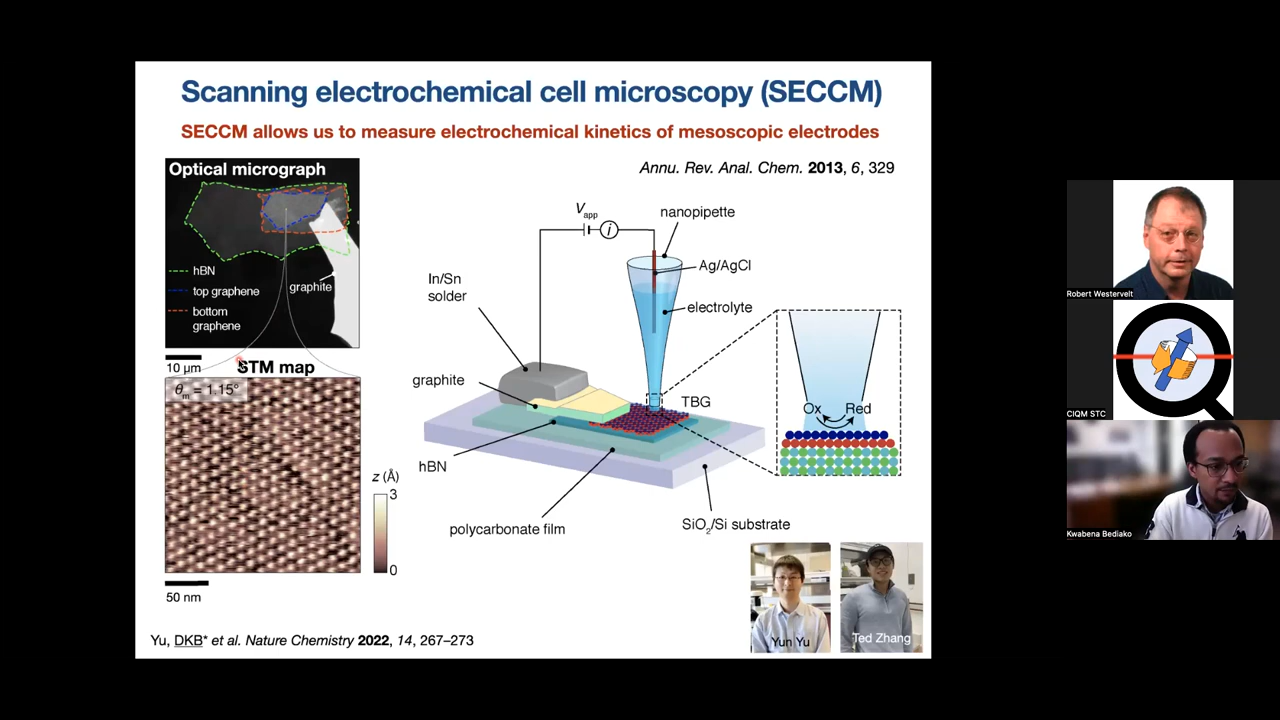 Scanning electrochemical cell microscopy (SECCM)
SECCM allows us to measure electrochemical kinetics of mesoscopic electrodes
Optical micrograph
hBN
top graphene
bottom
graphene
graphite
10 µm
STM map
θm = 1.15°
z (Å)
3
0
50 nm
Annu. Rev. Anal. Chem. 2013, 6, 329
Vapp
i
nanopipette
Ag/AgCl
electrolyte
In/Sn
solder
graphite
TBG
hBN
polycarbonate film
SiO2/Si substrate
Ox
Red
Yun Yu
Ted Zhang
Yu, DKB* et al. Nature Chemistry 2022, 14, 267–273
Robert Westervelt
CIQM STC
Kwabena Bediako